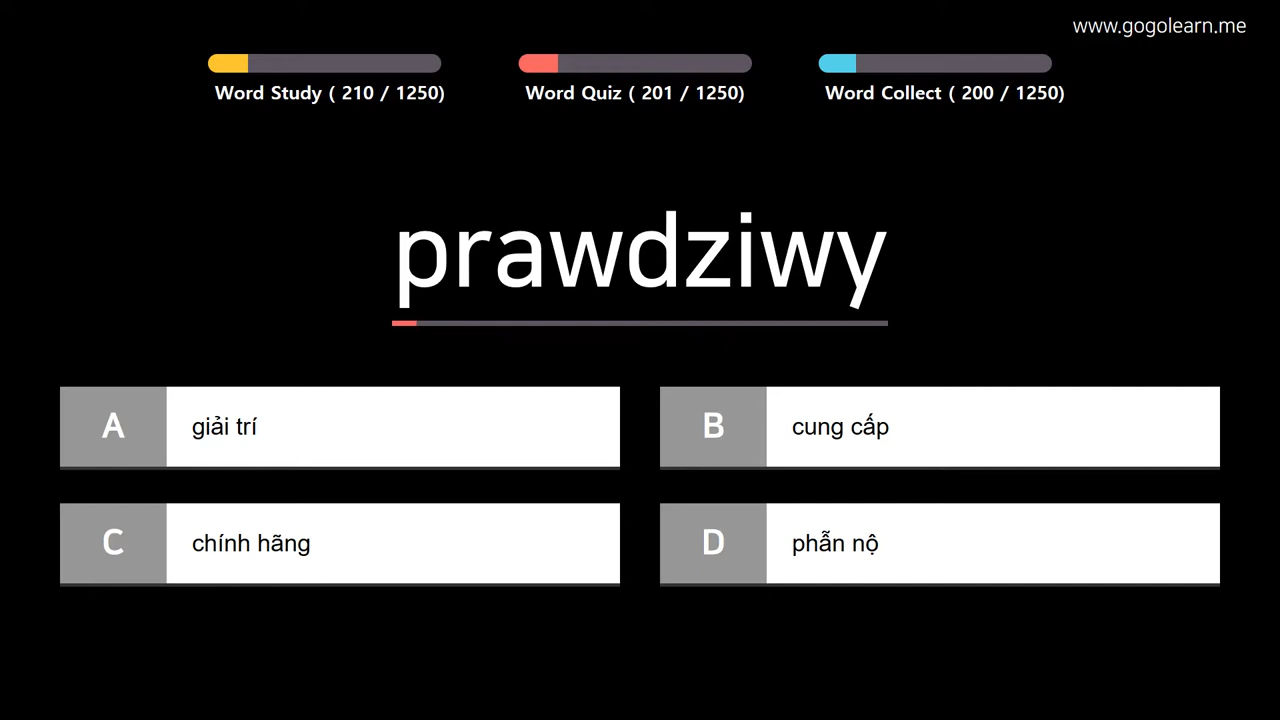 www.gogolearn.me
Word Study ( 210 / 1250)
Word Quiz ( 201 / 1250)
Word Collect ( 200 / 1250)
prawdziwy
A giải trí
B cung cấp
C chính hãng
D phẫn nộ